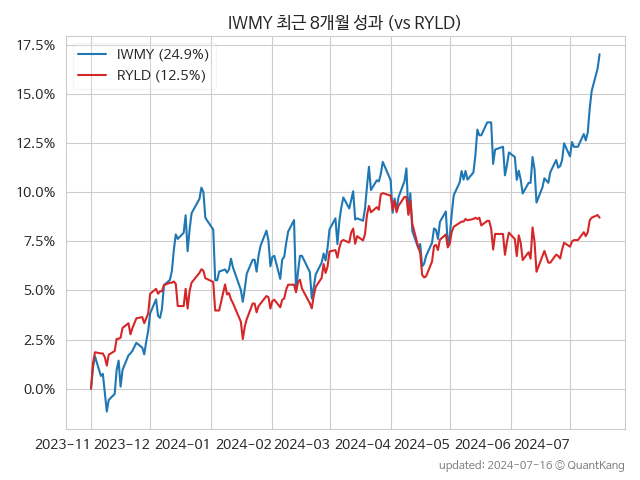 IWMY 최근 8개월 성과 (vs RYLD)
IWMY (24.9%)
RYLD (12.5%)
17.5%
15.0%
12.5%
10.0%
7.5%
5.0%
2.5%
0.0%
2023-11 2023-12 2024-01 2024-02 2024-03 2024-04 2024-05 2024-06 2024-07
updated: 2024-07-16 © QuantKang